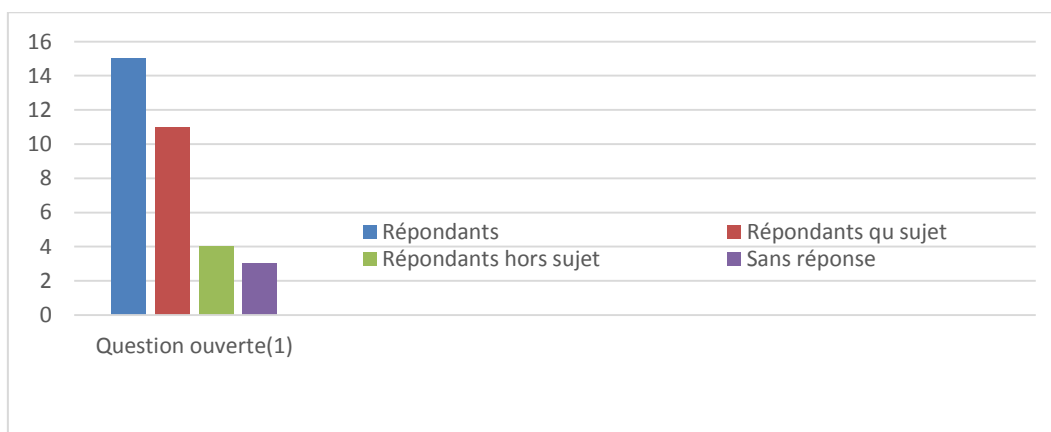 16
14
12
10
8
6
4
2
0
Répondants
Répondants qu sujet
Répondants hors sujet
Sans réponse
Question ouverte(1)